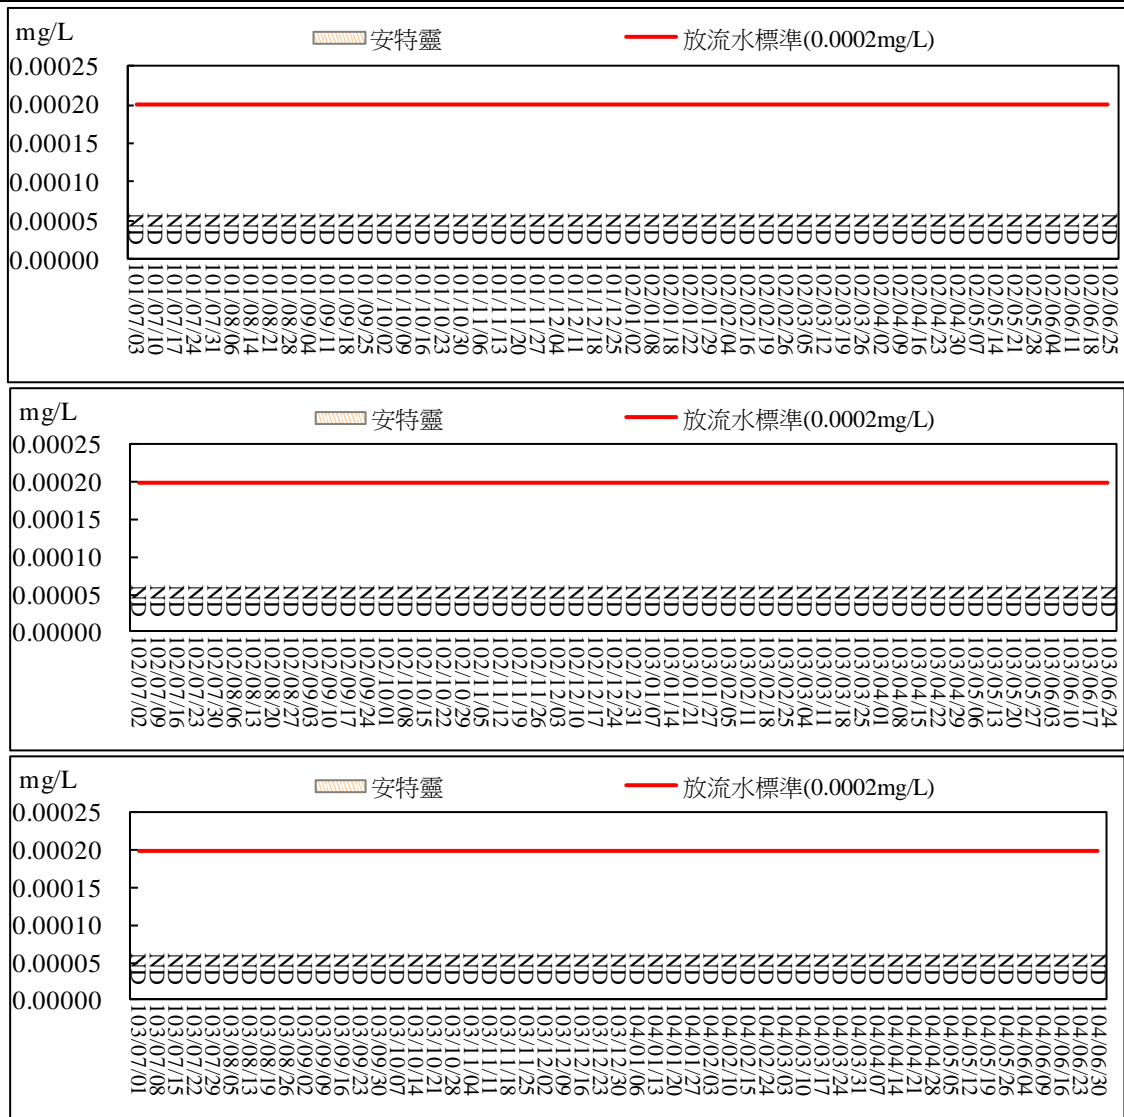 mg/L
安特靈
放流水標準(0.0002mg/L)
0.00025
0.00020
0.00015
0.00010
0.00005
0.00000
ND ND ND ND ND ND ND ND ND ND ND ND ND ND ND ND ND ND ND ND ND ND ND ND ND ND ND ND ND ND ND ND ND ND ND ND ND ND ND ND ND ND ND ND ND ND ND ND ND ND ND
101/07/03 101/07/10 101/07/17 101/07/24 101/07/31 101/08/06 101/08/14 101/08/21 101/08/28 101/09/04 101/09/11 101/09/18 101/09/25 101/10/02 101/10/09 101/10/16 101/10/23 101/10/30 101/11/06 101/11/13 101/11/20 101/11/27 101/12/04 101/12/11 101/12/18 101/12/25 102/01/02 102/01/08 102/01/15 102/01/22 102/01/29 102/02/04 102/02/19 102/02/26 102/03/05 102/03/12 102/03/19 102/03/26 102/04/02 102/04/09 102/04/16 102/04/23 102/04/30 102/05/07 102/05/14 102/05/21 102/05/28 102/06/04 102/06/11 102/06/18 102/06/25
mg/L
安特靈
放流水標準(0.0002mg/L)
0.00025
0.00020
0.00015
0.00010
0.00005
0.00000
ND ND ND ND ND ND ND ND ND ND ND ND ND ND ND ND ND ND ND ND ND ND ND ND ND ND ND ND ND ND ND ND ND ND ND ND ND ND ND ND ND ND ND ND ND ND ND ND ND ND ND ND
102/07/02 102/07/09 102/07/16 102/07/23 102/07/30 102/08/06 102/08/13 102/08/20 102/08/27 102/09/03 102/09/10 102/09/17 102/09/24 102/10/01 102/10/08 102/10/15 102/10/22 102/10/29 102/11/05 102/11/12 102/11/19 102/11/26 102/12/03 102/12/10 102/12/17 102/12/24 102/12/31 103/01/07 103/01/14 103/01/21 103/01/27 103/02/05 103/02/11 103/02/18 103/02/25 103/03/04 103/03/11 103/03/18 103/03/25 103/04/01 103/04/08 103/04/15 103/04/22 103/04/29 103/05/06 103/05/13 103/05/20 103/05/27 103/06/03 103/06/10 103/06/17 103/06/24
mg/L
安特靈
放流水標準(0.0002mg/L)
0.00025
0.00020
0.00015
0.00010
0.00005
0.00000
ND ND ND ND ND ND ND ND ND ND ND ND ND ND ND ND ND ND ND ND ND ND ND ND ND ND ND ND ND ND ND ND ND ND ND ND ND ND ND ND ND ND ND ND ND ND ND ND ND ND ND ND ND
103/07/01 103/07/08 103/07/15 103/07/22 103/07/29 103/08/05 103/08/13 103/08/19 103/08/26 103/09/02 103/09/09 103/09/16 103/09/23 103/09/30 103/10/07 103/10/14 103/10/21 103/10/28 103/11/04 103/11/11 103/11/18 103/11/25 103/12/02 103/12/09 103/12/16 103/12/23 103/12/30 104/01/06 104/01/13 104/01/20 104/01/27 104/02/03 104/02/10 104/02/15 104/02/24 104/03/03 104/03/10 104/03/17 104/03/24 104/03/31 104/04/07 104/04/14 104/04/21 104/04/28 104/05/05 104/05/12 104/05/19 104/05/26 104/06/04 104/06/09 104/06/16 104/06/23 104/06/30